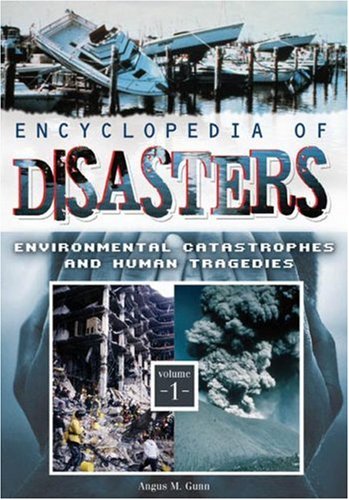 ENCYCLOPEDIA OF
DISASTERS
ENVIRONMENTAL CATASTROPHES
AND HUMAN TRAGEDIES
volume
-1-
Angus M. Gunn